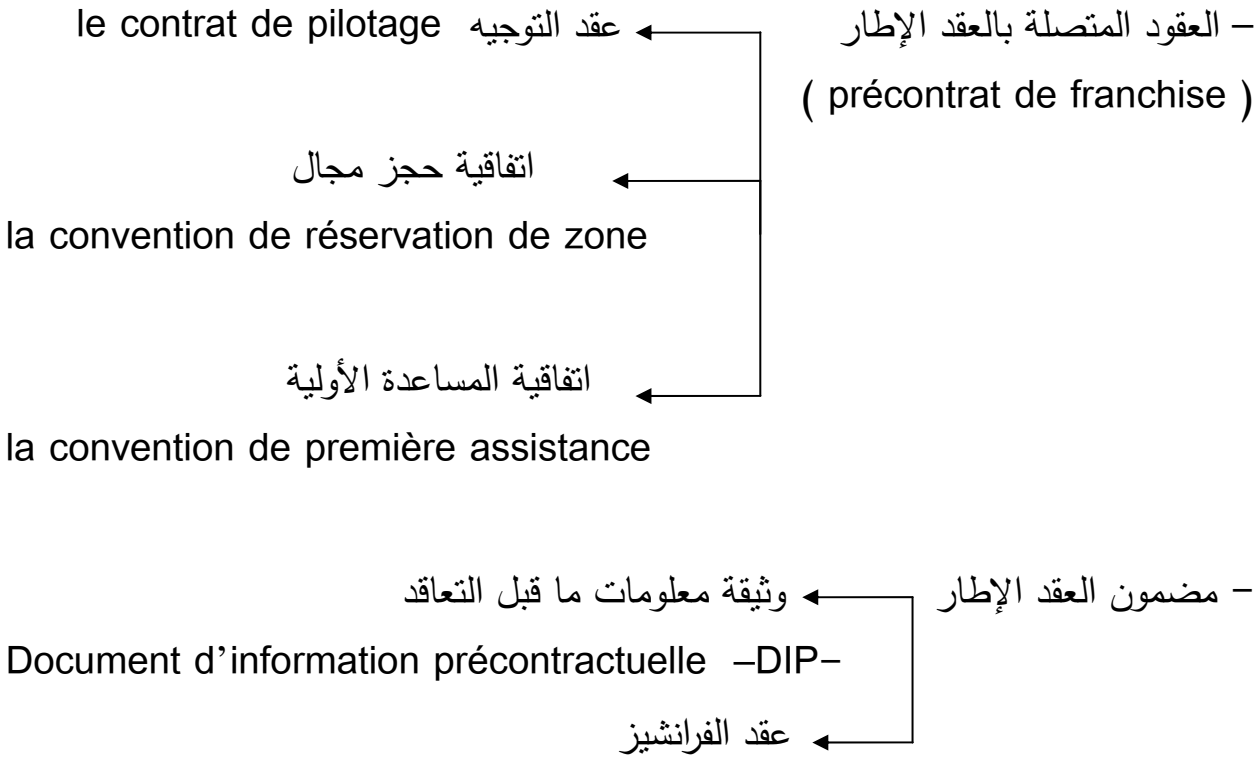 – العقود المتصلة بالعقد الإطار عقد التوجيه le contrat de pilotage
( précontrat de franchise )
اتفاقية حجز مجال
la convention de réservation de zone
اتفاقية المساعدة الأولية
la convention de première assistance
– مضمون العقد الإطار وثيقة معلومات ما قبل التعاقد
Document d’information précontractuelle –DIP–
عقد الفرانشيز